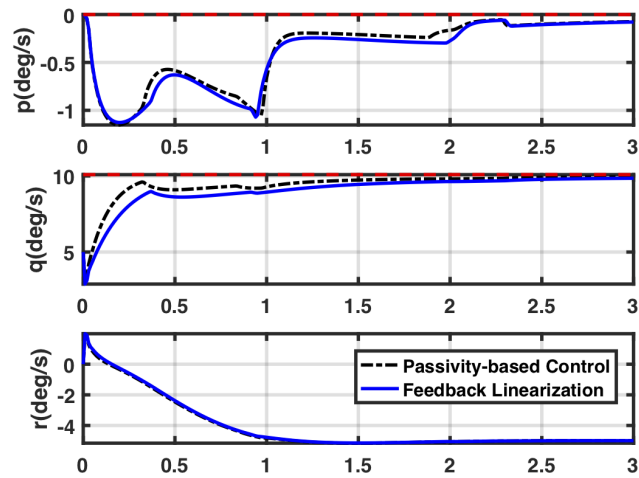 0
-0.5
-1
p(deg/s)
0 0.5 1 1.5 2 2.5 3
10
5
q(deg/s)
0 0.5 1 1.5 2 2.5 3
0
-2
-4
r(deg/s)
Passivity-based Control
Feedback Linearization
0 0.5 1 1.5 2 2.5 3